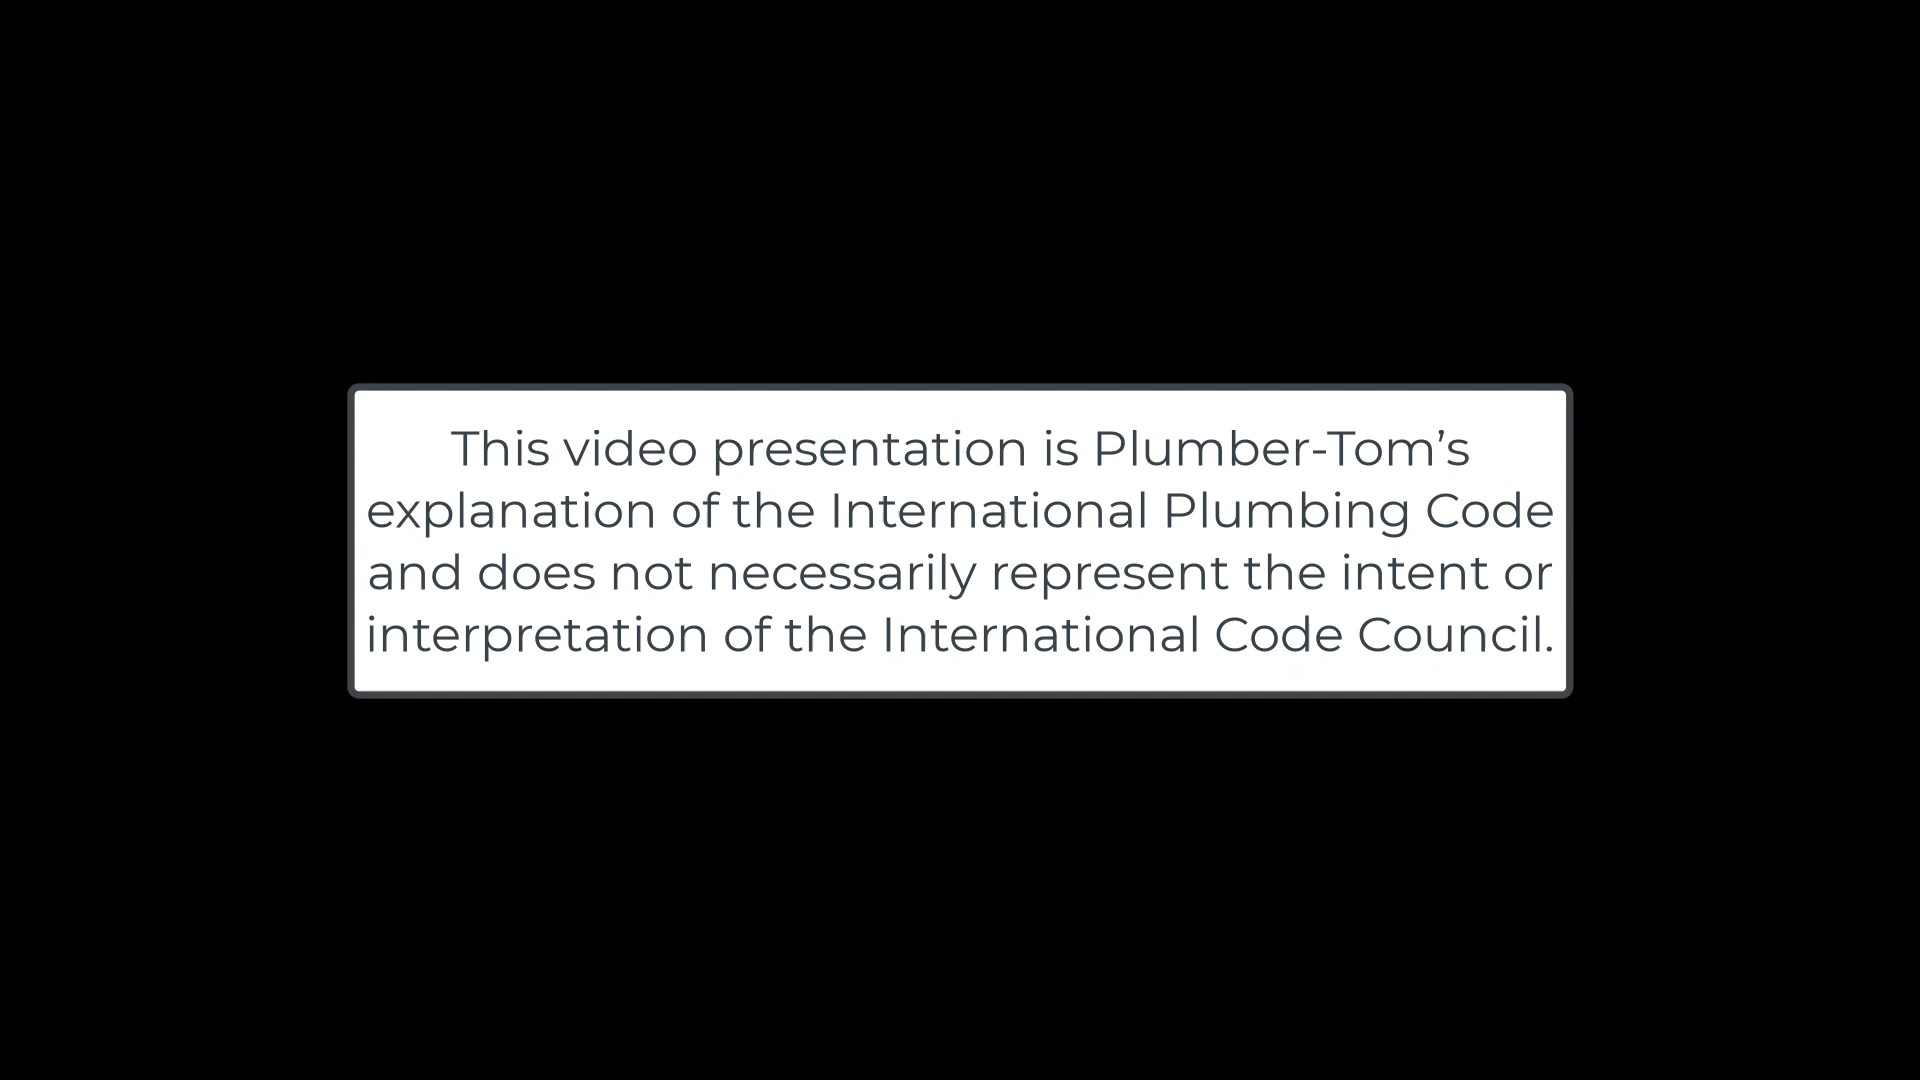 This video presentation is Plumber-Tom’s
explanation of the International Plumbing Code
and does not necessarily represent the intent or
interpretation of the International Code Council.